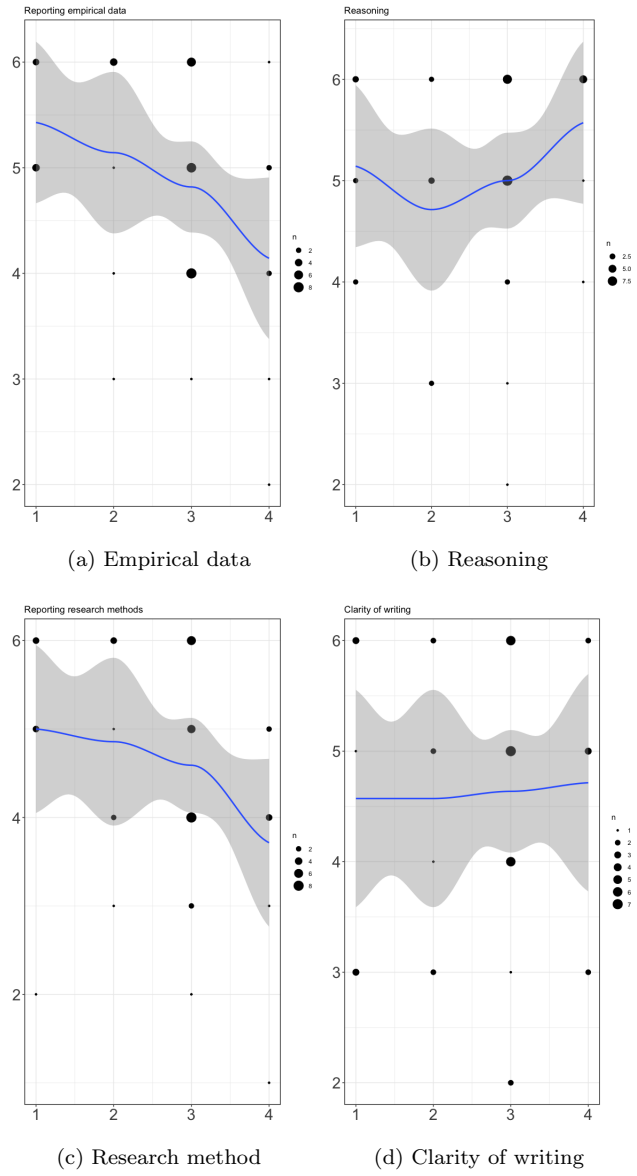 Reporting empirical data
6
5
4
3
2
1 2 3 4
n
2
4
6
8
(a) Empirical data
Reasoning
6
5
4
3
2
1 2 3 4
n
2.5
5.0
7.5
(b) Reasoning
Reporting research methods
6
4
2
1 2 3 4
n
2
4
6
8
(c) Research method
Clarity of writing
6
5
4
3
2
1 2 3 4
n
1
2
3
4
5
6
7
(d) Clarity of writing